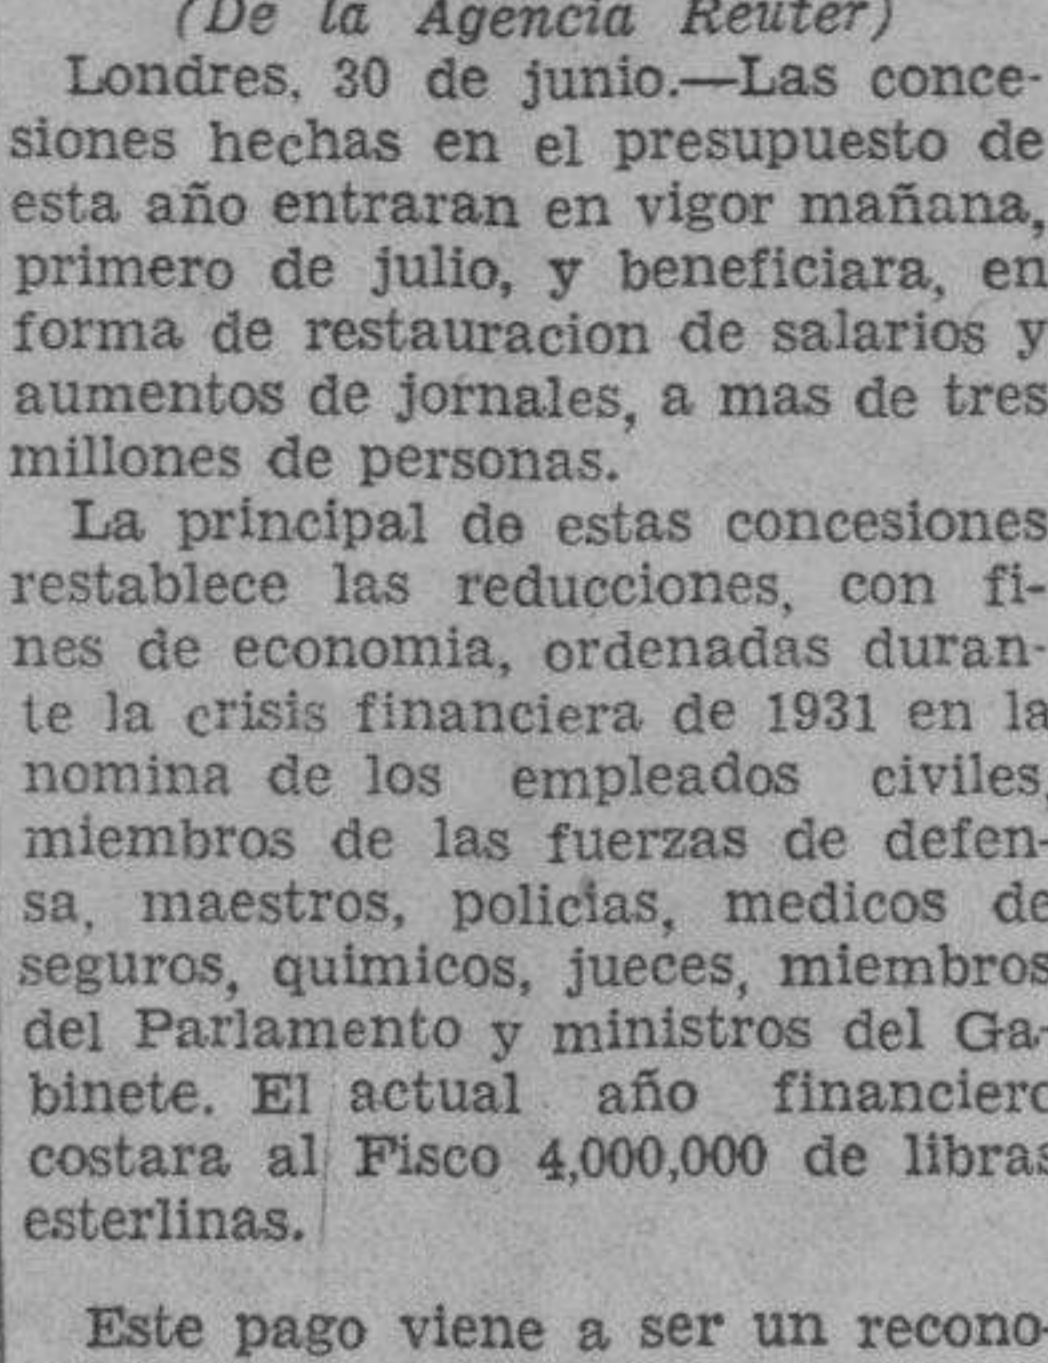 (De la Agencia Reuter)
Londres, 30 de junio.—Las conce-
siones hechas en el presupuesto de
esta año entraran en vigor mañana,
primero de julio, y beneficiara, en
forma de restauracion de salarios y
aumentos de jornales, a mas de tres
millones de personas.
La principal de estas concesiones
restablece las reducciones, con fi-
nes de economia, ordenadas duran-
te la crisis financiera de 1931 en la
nomina de los empleados civiles,
miembros de las fuerzas de defen-
sa, maestros, policias, medicos de
seguros, quimicos, jueces, miembros
del Parlamento y ministros del Ga-
binete. El actual año financiero
costara al Fisco 4,000,000 de libras
esterlinas.
Este pago viene a ser un recono-